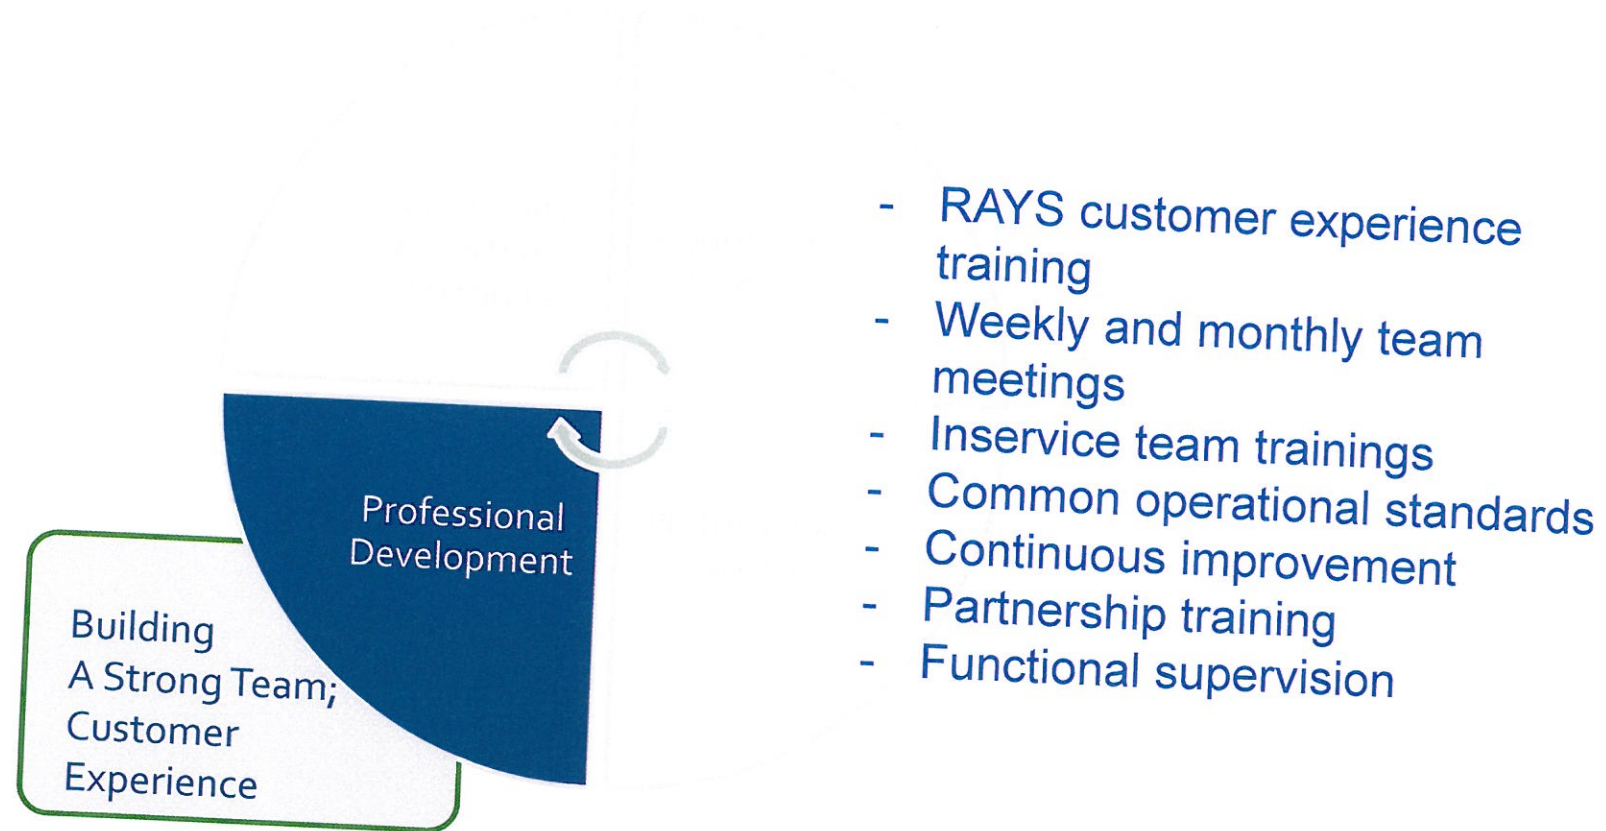 Professional
Development
Building
A Strong Team;
Customer
Experience
- RAYS customer experience
training
- Weekly and monthly team
meetings
- Inservice team trainings
- Common operational standards
- Continuous improvement
- Partnership training
- Functional supervision